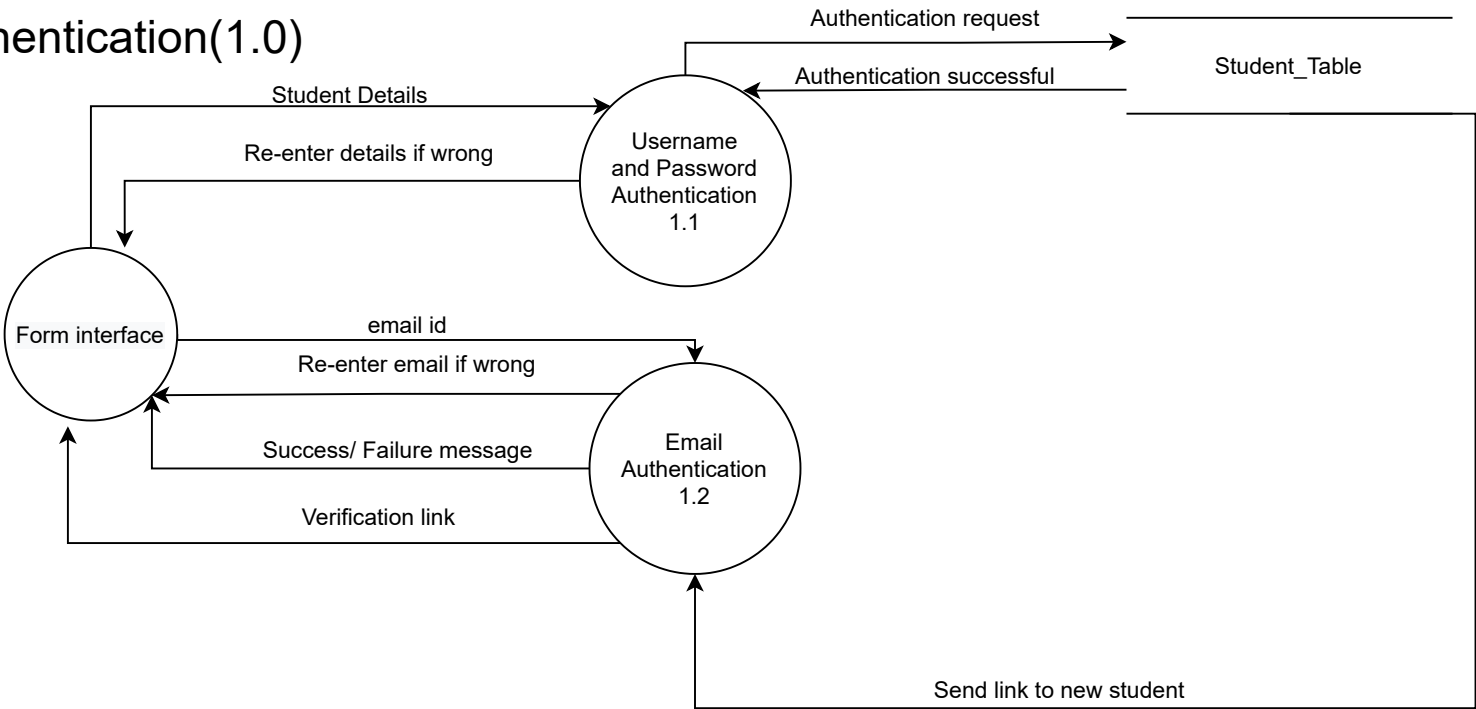 hentication(1.0)
Authentication request
Student_Table
Authentication successful
Student Details
Re-enter details if wrong
Username
and Password
Authentication
1.1
Form interface
email id
Re-enter email if wrong
Success/ Failure message
Verification link
Email
Authentication
1.2
Send link to new student